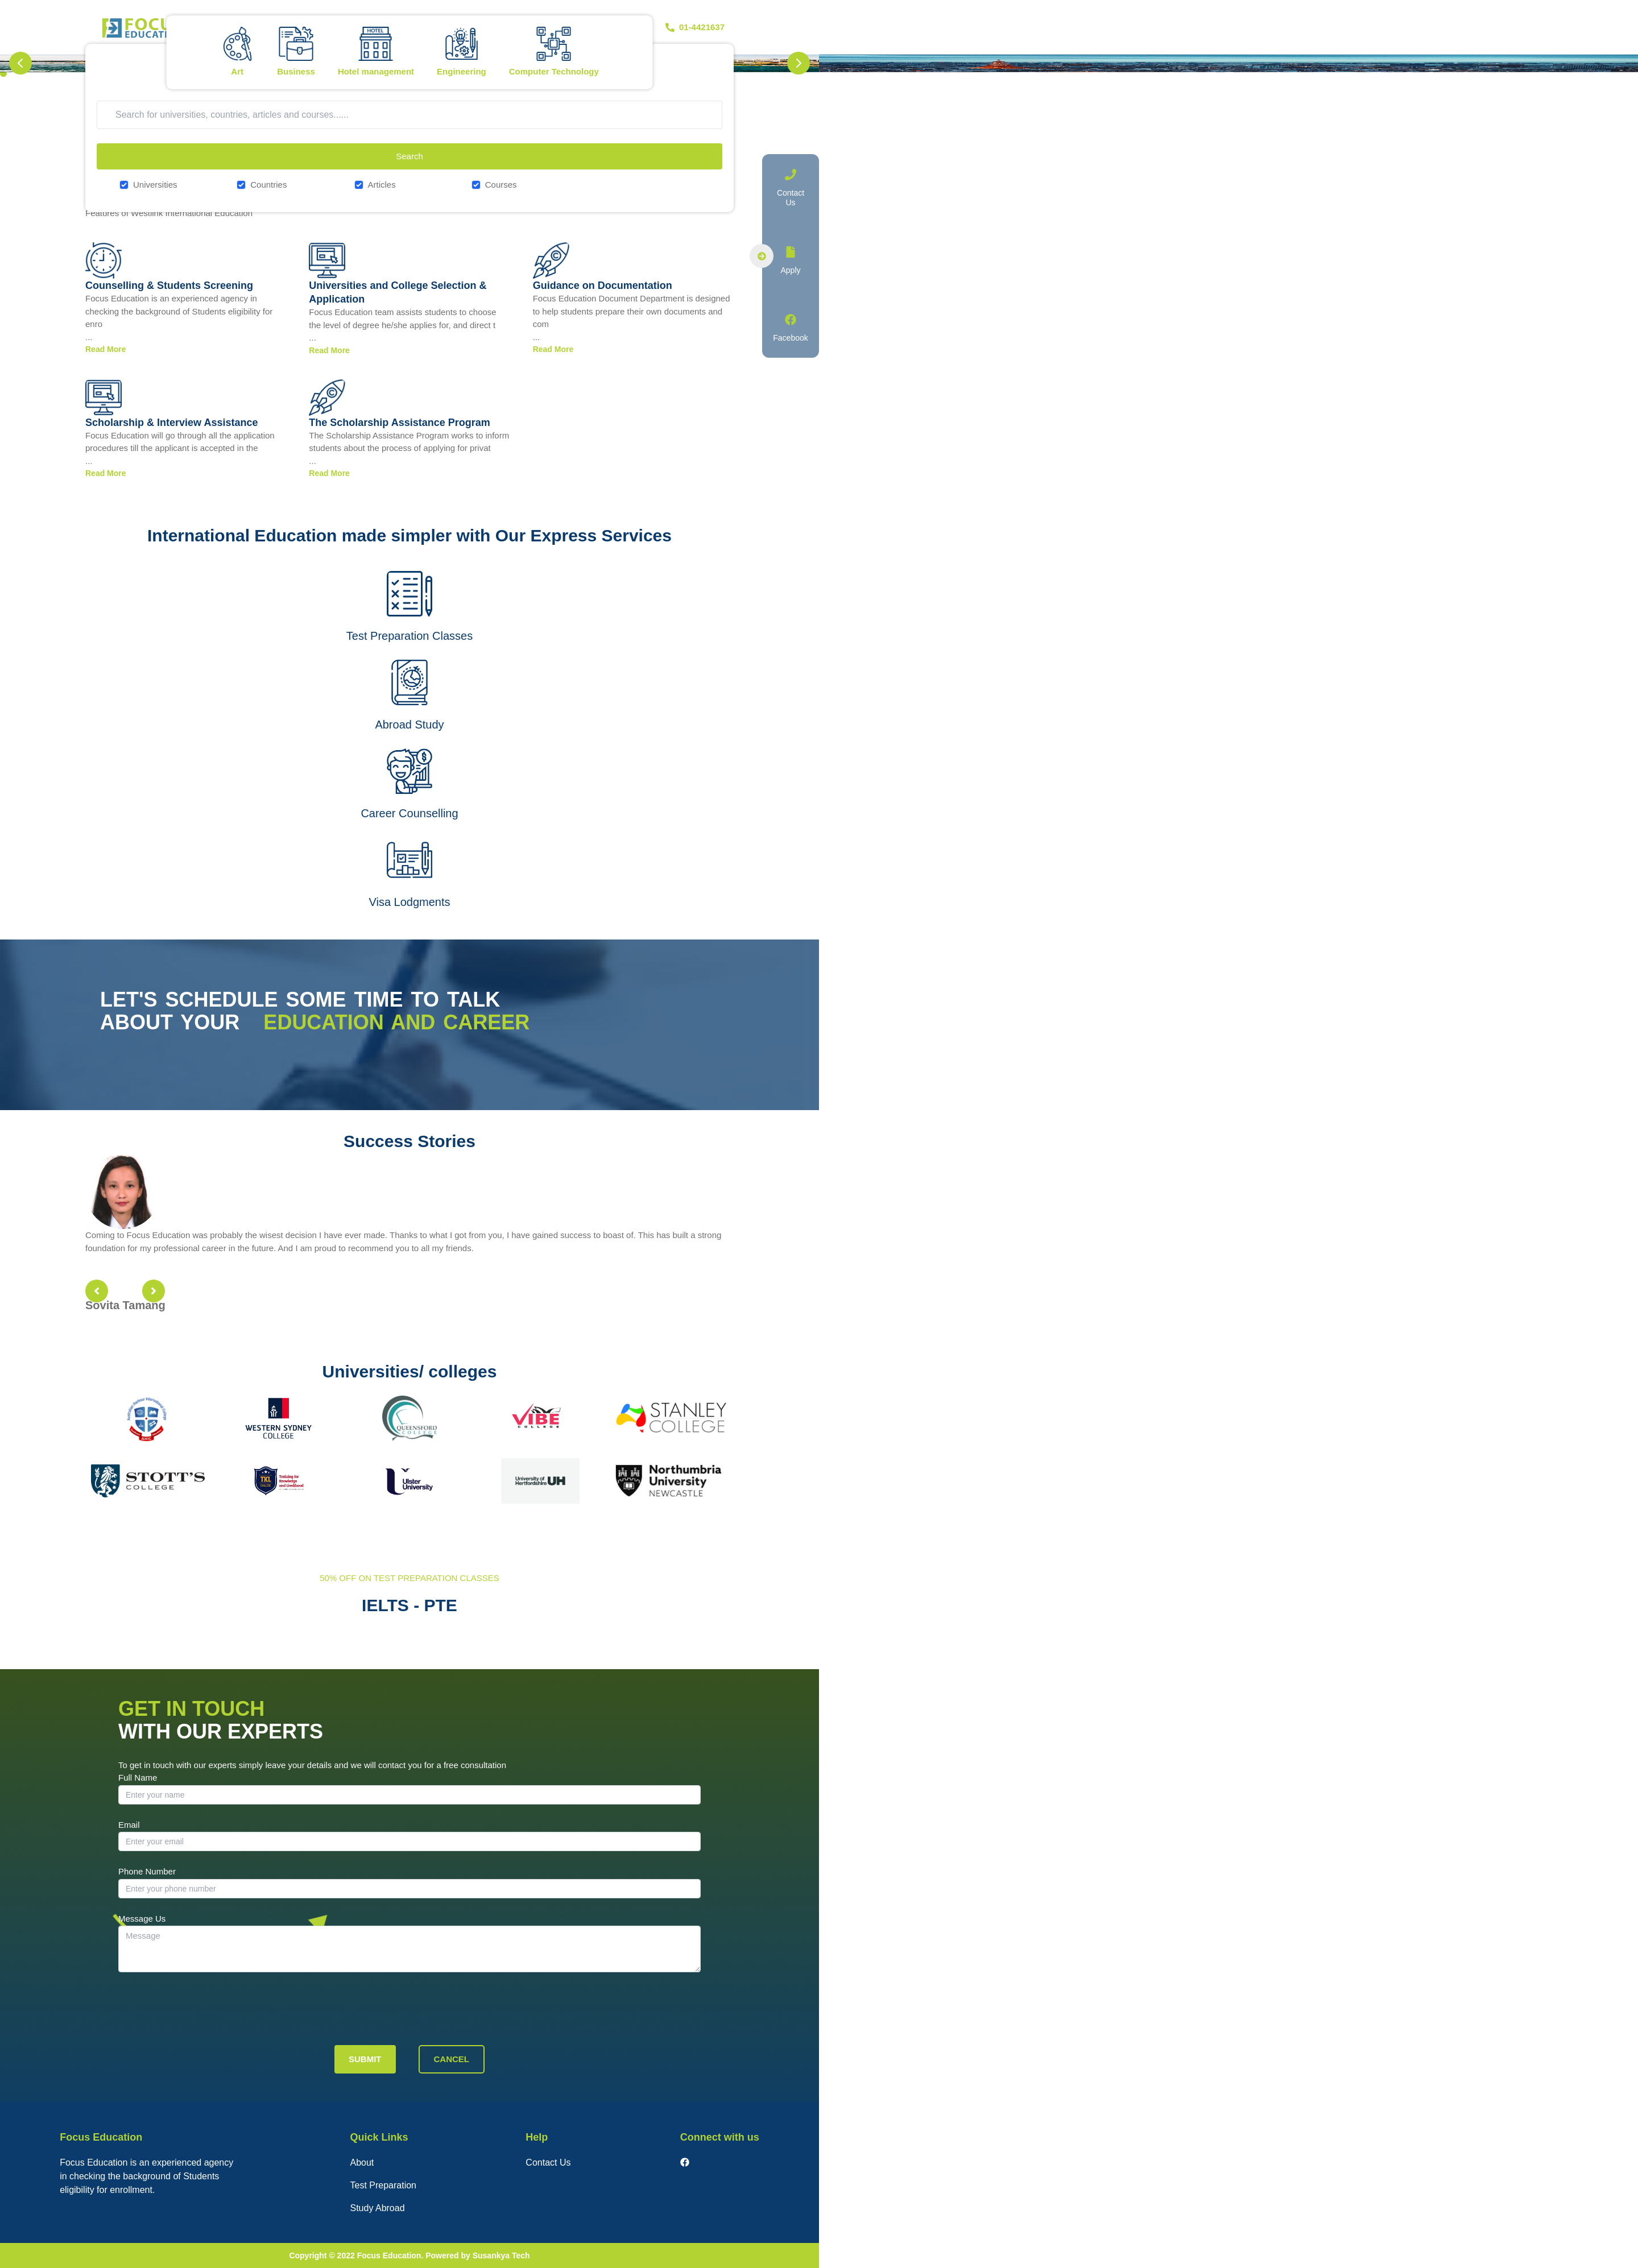 01-4421637
Art
Business
Hotel management
Engineering
Computer Technology
Search for universities, countries, articles and courses......
Search
Universities
Countries
Articles
Courses
Contact
Us
Apply
Facebook
Features of Westlink International Education
Counselling & Students Screening
Focus Education is an experienced agency in
checking the background of Students eligibility for
enro
...
Read More
Universities and College Selection &
Application
Focus Education team assists students to choose
the level of degree he/she applies for, and direct t
...
Read More
Guidance on Documentation
Focus Education Document Department is designed
to help students prepare their own documents and
com
...
Read More
Scholarship & Interview Assistance
Focus Education will go through all the application
procedures till the applicant is accepted in the
...
Read More
The Scholarship Assistance Program
The Scholarship Assistance Program works to inform
students about the process of applying for privat
...
Read More
International Education made simpler with Our Express Services
Test Preparation Classes
Abroad Study
Career Counselling
Visa Lodgments
LET'S SCHEDULE SOME TIME TO TALK
ABOUT YOUR EDUCATION AND CAREER
Success Stories
Coming to Focus Education was probably the wisest decision I have ever made. Thanks to what I got from you, I have gained success to boast of. This has built a strong
foundation for my professional career in the future. And I am proud to recommend you to all my friends.
Sovita Tamang
Universities/ colleges
WESTERN SYDNEY
COLLEGE
QUEENSFORD
COLLEGE
VIBE
COLLEGE
STANLEY
COLLEGE
STOTT'S
COLLEGE
TKL
Ulster
University
University of
Hertfordshire UH
Northumbria
University
NEWCASTLE
50% OFF ON TEST PREPARATION CLASSES
IELTS - PTE
GET IN TOUCH
WITH OUR EXPERTS
To get in touch with our experts simply leave your details and we will contact you for a free consultation
Full Name
Enter your name
Email
Enter your email
Phone Number
Enter your phone number
Message Us
Message
SUBMIT
CANCEL
Focus Education
Focus Education is an experienced agency
in checking the background of Students
eligibility for enrollment.
Quick Links
About
Test Preparation
Study Abroad
Help
Contact Us
Connect with us
Copyright © 2022 Focus Education. Powered by Susankya Tech